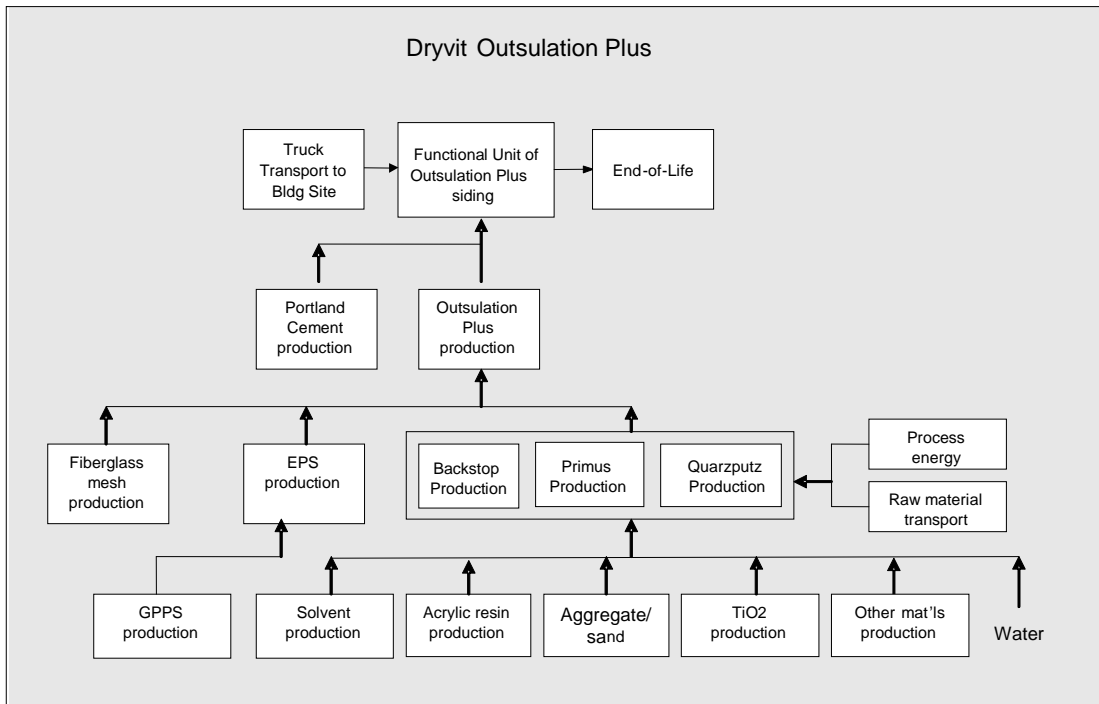 Dryvit Outsulation Plus
Truck
Transport to
Bldg Site
Functional Unit of
Outsulation Plus
siding
End-of-Life
Portland
Cement
production
Outsulation
Plus
production
Fiberglass
mesh
production
EPS
production
Backstop
Production
Primus
Production
Quarzputz
Production
Process
energy
Raw material
transport
GPPS
production
Solvent
production
Acrylic resin
production
Aggregate/
sand
TiO2
production
Other mat'ls
production
Water